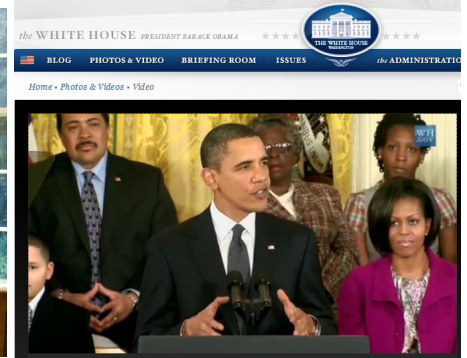 the WHITE HOUSE PRESIDENT BARACK OBAMA
THE WHITE HOUSE
WASHINGTON
BLOG PHOTOS & VIDEO BRIEFING ROOM ISSUES the ADMINISTRATIO
Home • Photos & Videos • Video
WH
.GOV